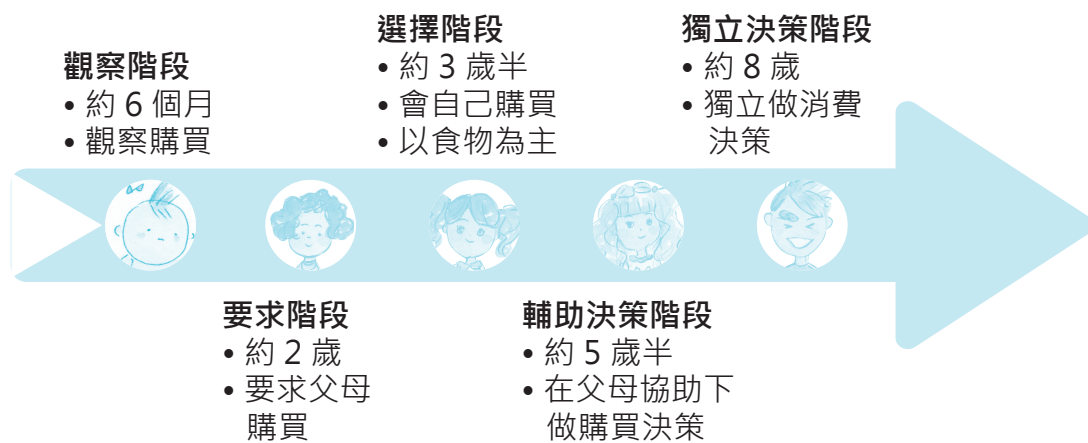 觀察階段
• 約 6 個月
• 觀察購買
要求階段
• 約 2 歲
• 要求父母
購買
選擇階段
• 約 3 歲半
• 會自己購買
• 以食物為主
輔助決策階段
• 約 5 歲半
• 在父母協助下
做購買決策
獨立決策階段
• 約 8 歲
• 獨立做消費
決策